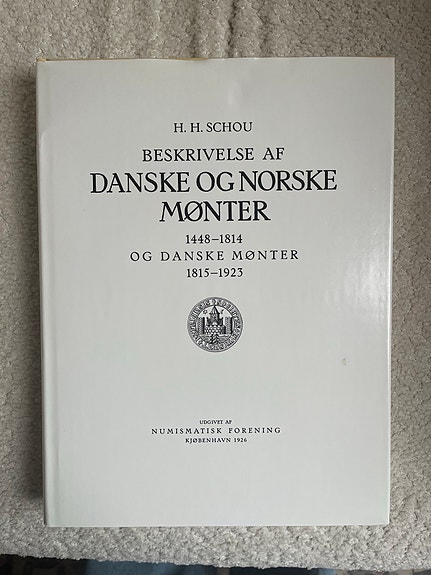 H. H. SCHOU
BESKRIVELSE AF
DANSKE OG NORSKE
MØNTER
1448–1814
OG DANSKE MØNTER
1815–1923
UDGIVET AF
NUMISMATISK FORENING
KJØBENHAVN 1926